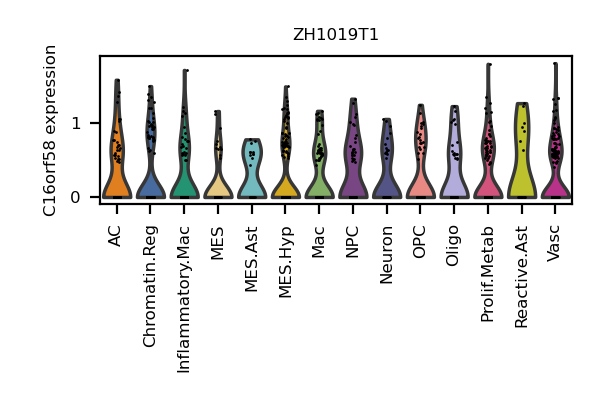 ZH1019T1
C16orf58 expression
1
0
AC
Chromatin.Reg
Inflammatory.Mac
MES
MES.Ast
MES.Hyp
Mac
NPC
Neuron
OPC
Oligo
Prolif.Metab
Reactive.Ast
Vasc